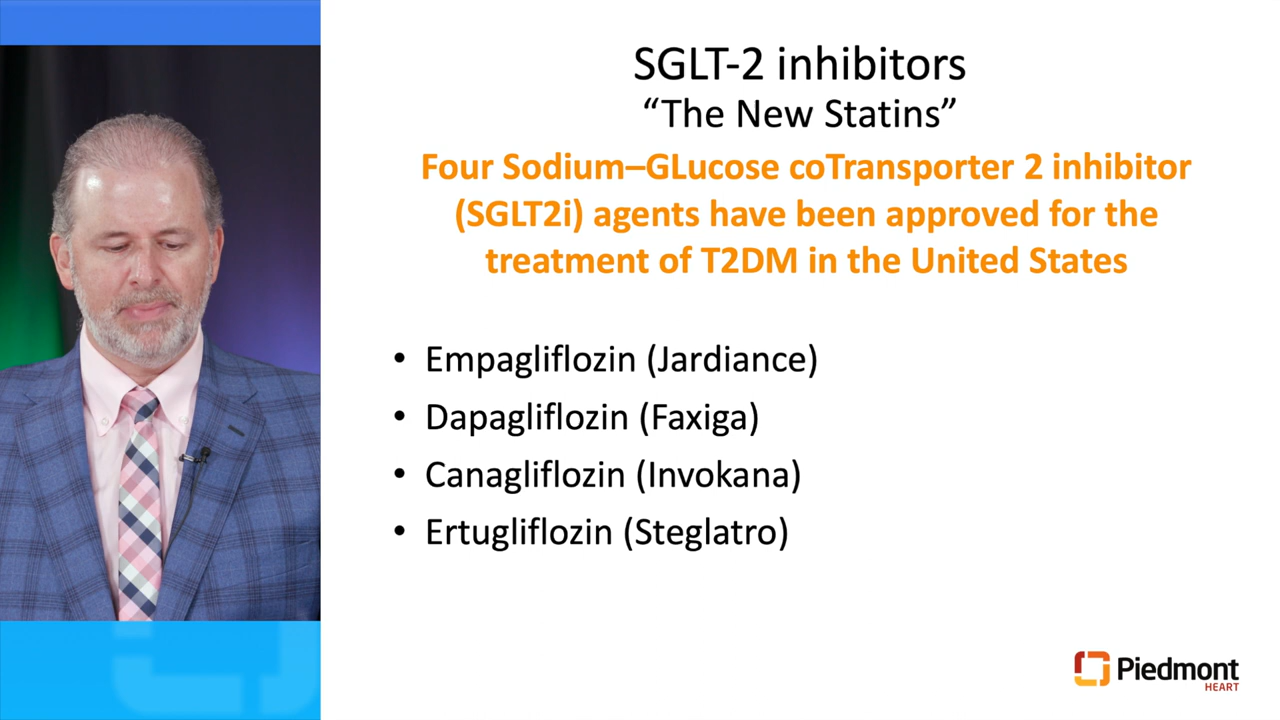 SGLT-2 inhibitors
“The New Statins”
Four Sodium–GLucose coTransporter 2 inhibitor
(SGLT2i) agents have been approved for the
treatment of T2DM in the United States
• Empagliflozin (Jardiance)
• Dapagliflozin (Faxiga)
• Canagliflozin (Invokana)
• Ertugliflozin (Steglatro)
Piedmont
HEART